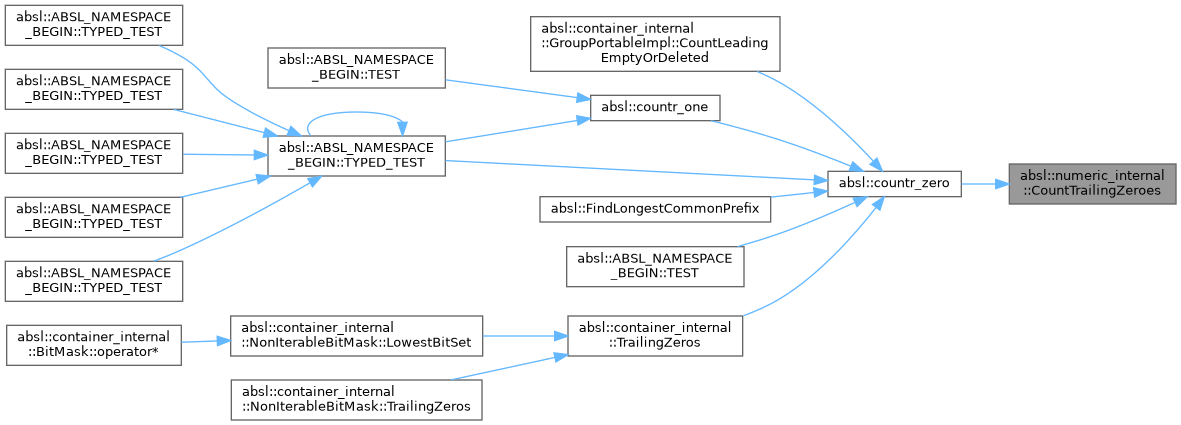 absl::ABSL_NAMESPACE
_BEGIN::TYPED_TEST
absl::ABSL_NAMESPACE
_BEGIN::TYPED_TEST
absl::ABSL_NAMESPACE
_BEGIN::TYPED_TEST
absl::ABSL_NAMESPACE
_BEGIN::TYPED_TEST
absl::ABSL_NAMESPACE
_BEGIN::TYPED_TEST
absl::container_internal
::BitMask::operator*
absl::ABSL_NAMESPACE
_BEGIN::TEST
absl::ABSL_NAMESPACE
_BEGIN::TYPED_TEST
absl::container_internal
::NonIterableBitMask::LowestBitSet
absl::container_internal
::NonIterableBitMask::TrailingZeros
absl::container_internal
::GroupPortableImpl::CountLeading
EmptyOrDeleted
absl::countr_one
absl::FindLongestCommonPrefix
absl::ABSL_NAMESPACE
_BEGIN::TEST
absl::container_internal
::TrailingZeros
absl::countr_zero
absl::numeric_internal
::CountTrailingZeroes